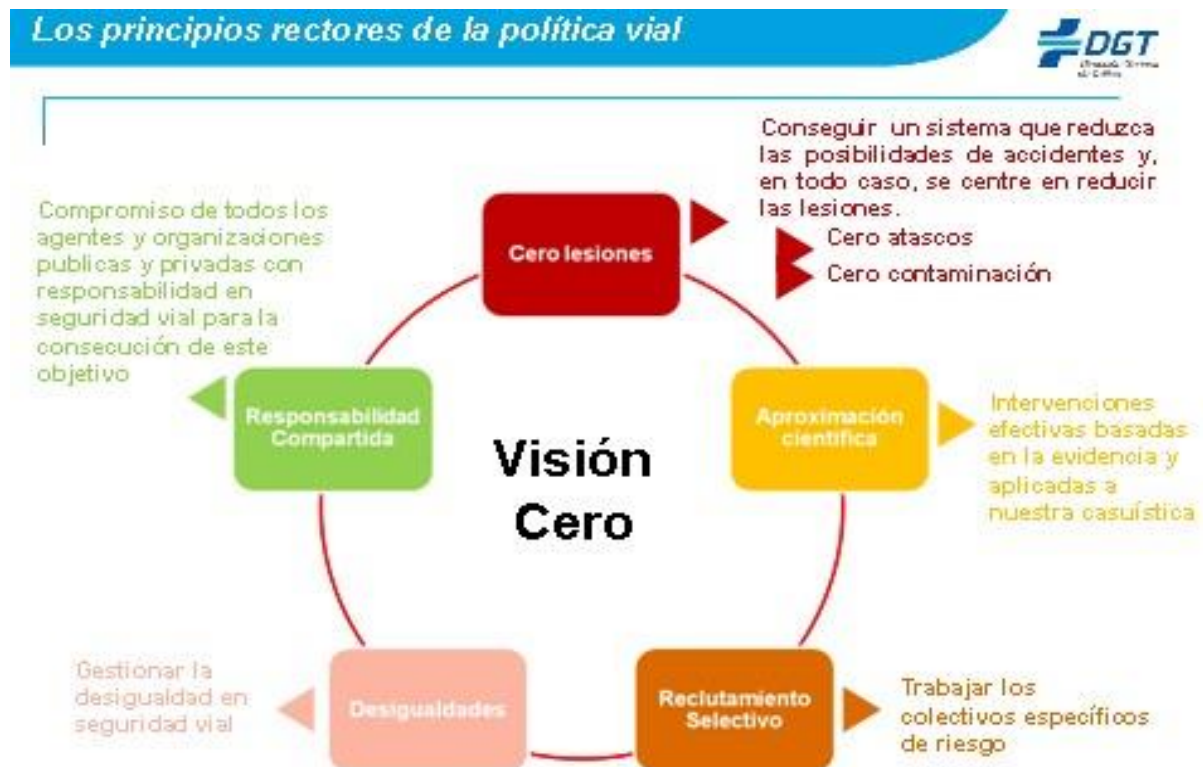 Los principios rectores de la política vial
DGT
Conseguir un sistema que reduzca
las posibilidades de accidentes y,
en todo caso, se centre en reducir
las lesiones.
Cero atascos
Cero contaminación
Cero lesiones
Compromiso de todos los
agentes y organizaciones
publicas y privadas con
responsabilidad en
seguridad vial para la
consecución de este
objetivo
Responsabilidad
Compartida
Aproximación
científica
Intervenciones
efectivas basadas
en la evidencia y
aplicadas a
nuestra casuística
Visión
Cero
Gestionar la
desigualdad en
seguridad vial
Desigualdades
Reclutamiento
Selectivo
Trabajar los
colectivos específicos
de riesgo